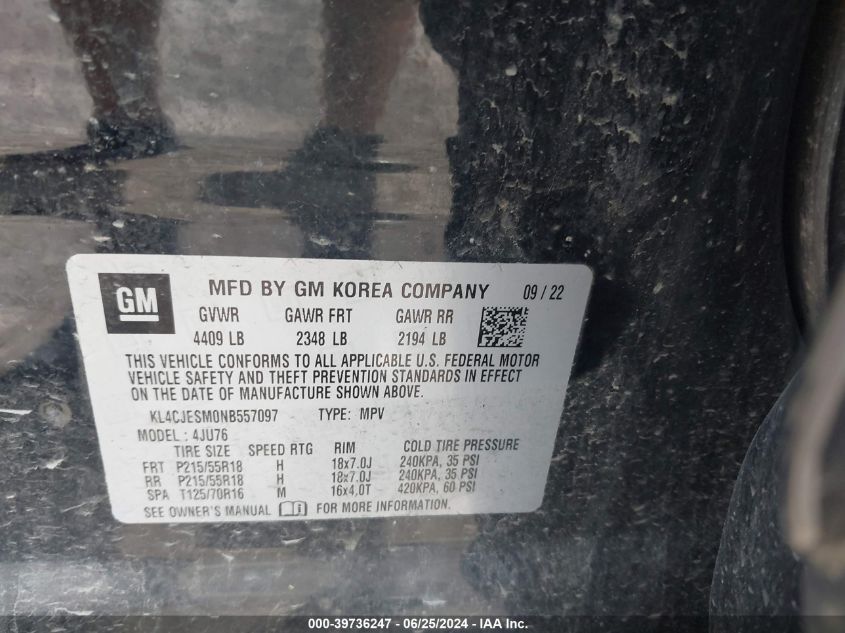 GM
MFD BY GM KOREA COMPANY 09 / 22
GVWR GAWR FRT GAWR RR
4409 LB 2348 LB 2194 LB
THIS VEHICLE CONFORMS TO ALL APPLICABLE U.S. FEDERAL MOTOR
VEHICLE SAFETY AND THEFT PREVENTION STANDARDS IN EFFECT
ON THE DATE OF MANUFACTURE SHOWN ABOVE.
KL4CJESM0NB557097 TYPE: MPV
MODEL : 4JU76
TIRE SIZE SPEED RTG RIM COLD TIRE PRESSURE
FRT P215/55R18 H 18x7.0J 240KPA, 35 PSI
RR P215/55R18 H 18x7.0J 240KPA, 35 PSI
SPA T125/70R16 M 16x4.0T 420KPA, 60 PSI
SEE OWNER'S MANUAL FOR MORE INFORMATION.
000-39736247 - 06/25/2024 - IAA Inc.